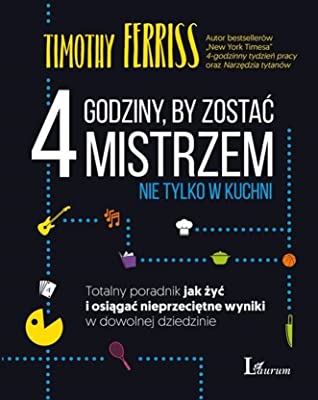 TIMOTHY FERRISS
Autor bestsellerów
„New York Timesa”
4-godzinny tydzień pracy
oraz Narzędzia tytanów
4 GODZINY, BY ZOSTAĆ
MISTRZEM
NIE TYLKO W KUCHNI
A
Totalny poradnik jak żyć
i osiągać nieprzeciętne wyniki
w dowolnej dziedzinie
Laurum